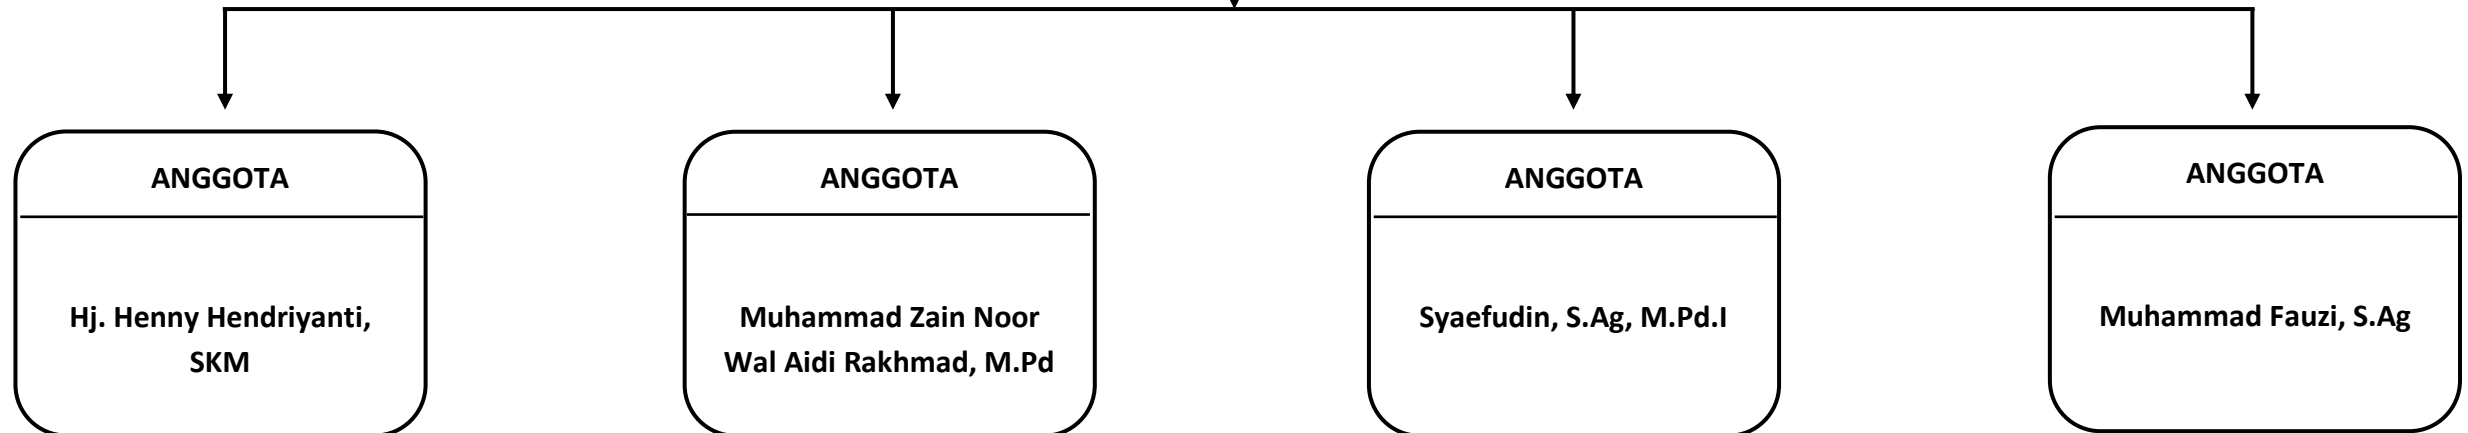 ANGGOTA
Hj. Henny Hendriyanti,
SKM
ANGGOTA
Muhammad Zain Noor
Wal Aidi Rakhmad, M.Pd
ANGGOTA
Syaefudin, S.Ag, M.Pd.I
ANGGOTA
Muhammad Fauzi, S.Ag